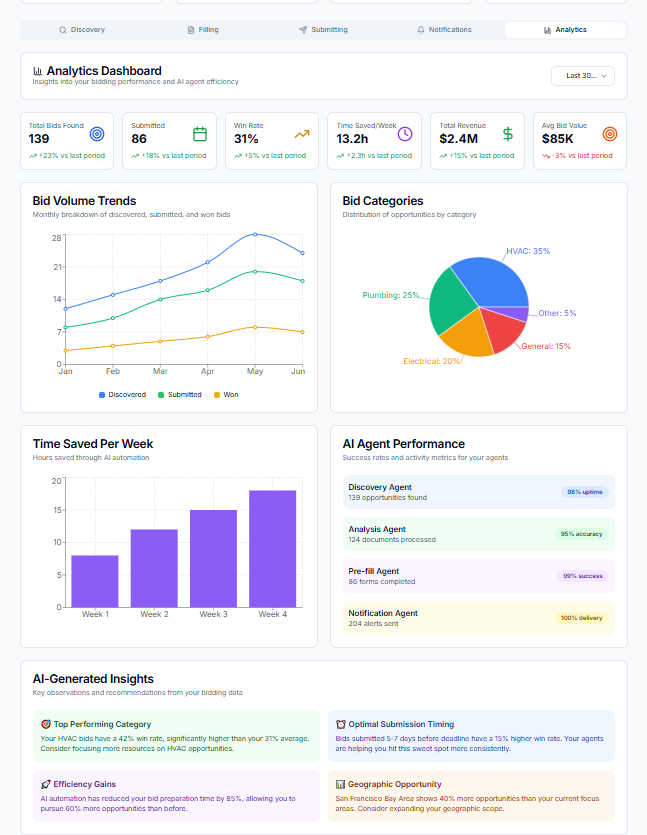 Discovery
Filling
Submitting
Notifications
Analytics
Analytics Dashboard
Insights into your bidding performance and AI agent efficiency
Last 30...
Total Bids Found
139
+23% vs last period
Submitted
86
+18% vs last period
Win Rate
31%
+5% vs last period
Time Saved/Week
13.2h
+2.3h vs last period
Total Revenue
$2.4M
+15% vs last period
Avg Bid Value
$85K
-3% vs last period
Bid Volume Trends
Monthly breakdown of discovered, submitted, and won bids
28
21
14
7
0
Jan
Feb
Mar
Apr
May
Jun
Discovered
Submitted
Won
Bid Categories
Distribution of opportunities by category
HVAC: 35%
Plumbing: 25%
Other: 5%
General: 15%
Electrical: 20%
Time Saved Per Week
Hours saved through AI automation
20
15
10
5
0
Week 1
Week 2
Week 3
Week 4
AI Agent Performance
Success rates and activity metrics for your agents
Discovery Agent
139 opportunities found
98% uptime
Analysis Agent
124 documents processed
95% accuracy
Pre-fill Agent
86 forms completed
99% success
Notification Agent
204 alerts sent
100% delivery
AI-Generated Insights
Key observations and recommendations from your bidding data
Top Performing Category
Your HVAC bids have a 42% win rate, significantly higher than your 31% average.
Consider focusing more resources on HVAC opportunities.
Optimal Submission Timing
Bids submitted 5-7 days before deadline have a 15% higher win rate. Your agents
are helping you hit this sweet spot more consistently.
Efficiency Gains
AI automation has reduced your bid preparation time by 85%, allowing you to
pursue 60% more opportunities than before.
Geographic Opportunity
San Francisco Bay Area shows 40% more opportunities than your current focus
areas. Consider expanding your geographic scope.